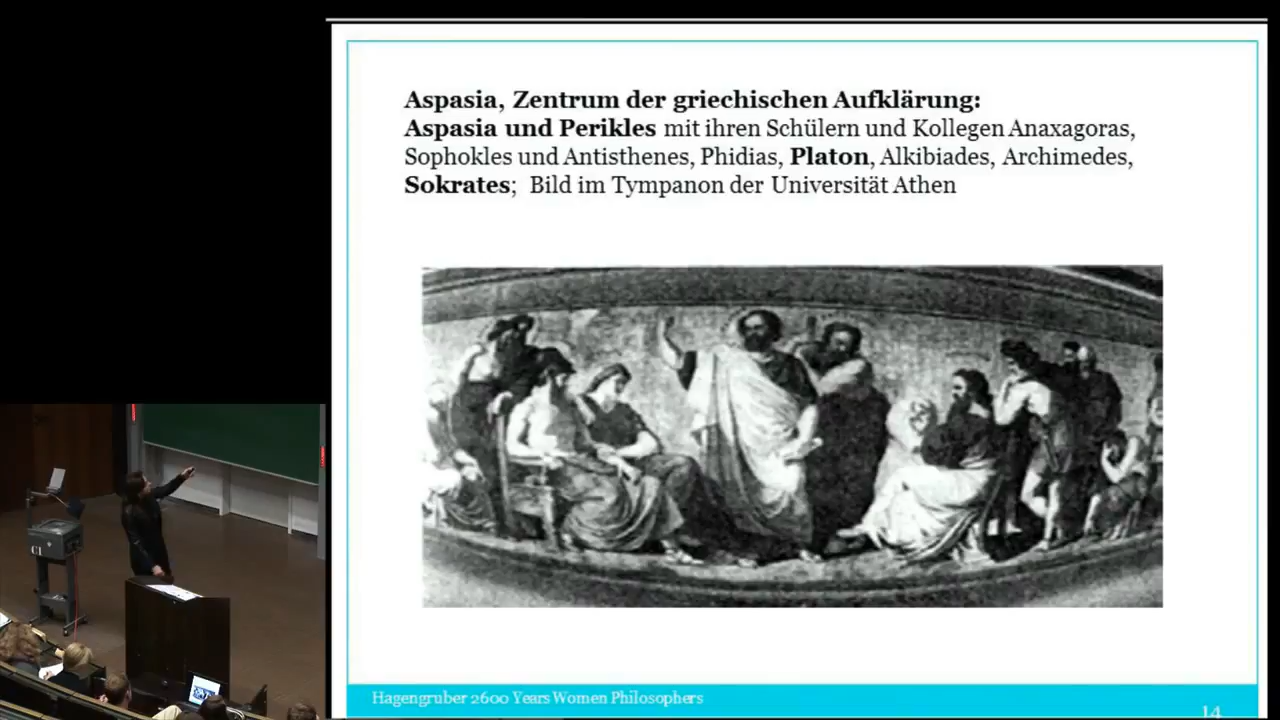 Aspasia, Zentrum der griechischen Aufklärung:
Aspasia und Perikles mit ihren Schülern und Kollegen Anaxagoras,
Sophokles und Antisthenes, Phidias, Platon, Alkibiades, Archimedes,
Sokrates; Bild im Tympanon der Universität Athen
Hagengruber 2600 Years Women Philosophers
14